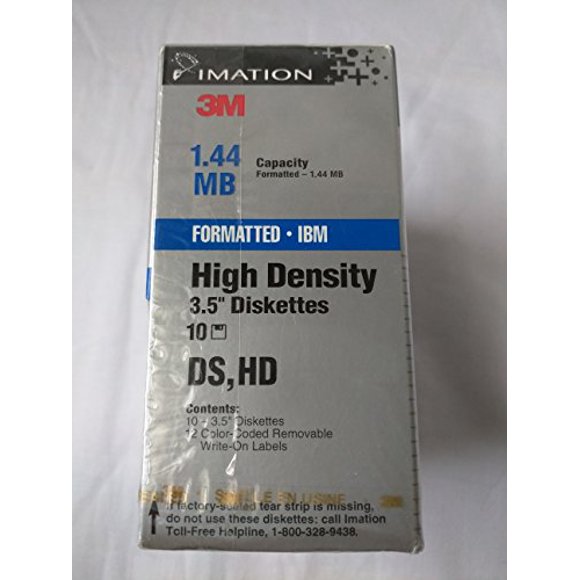 IMATION
3M
1.44 MB
Capacity
Formatted – 1.44 MB
FORMATTED • IBM
High Density
3.5" Diskettes
10
DS, HD
Contents:
10 – 3.5" Diskettes
12 Color-Coded Removable
Write-On Labels
EN USINE
If factory-sealed tear strip is missing,
do not use these diskettes: call Imation
Toll-Free Helpline, 1-800-328-9438.